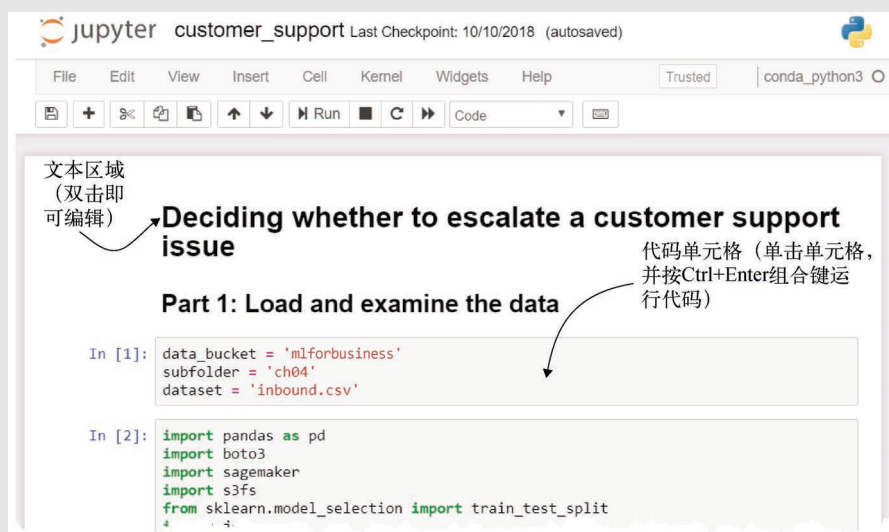 jupyter customer_support Last Checkpoint: 10/10/2018 (autosaved)
File Edit View Insert Cell Kernel Widgets Help Trusted conda_python3
Run Code
文本区域
（双击即
可编辑）
Deciding whether to escalate a customer support
issue
代码单元格（单击单元格，
并按Ctrl+Enter组合键运
行代码）
Part 1: Load and examine the data
In [1]: data_bucket = 'mlforbusiness'
subfolder = 'ch04'
dataset = 'inbound.csv'
In [2]: import pandas as pd
import boto3
import sagemaker
import s3fs
from sklearn.model_selection import train_test_split